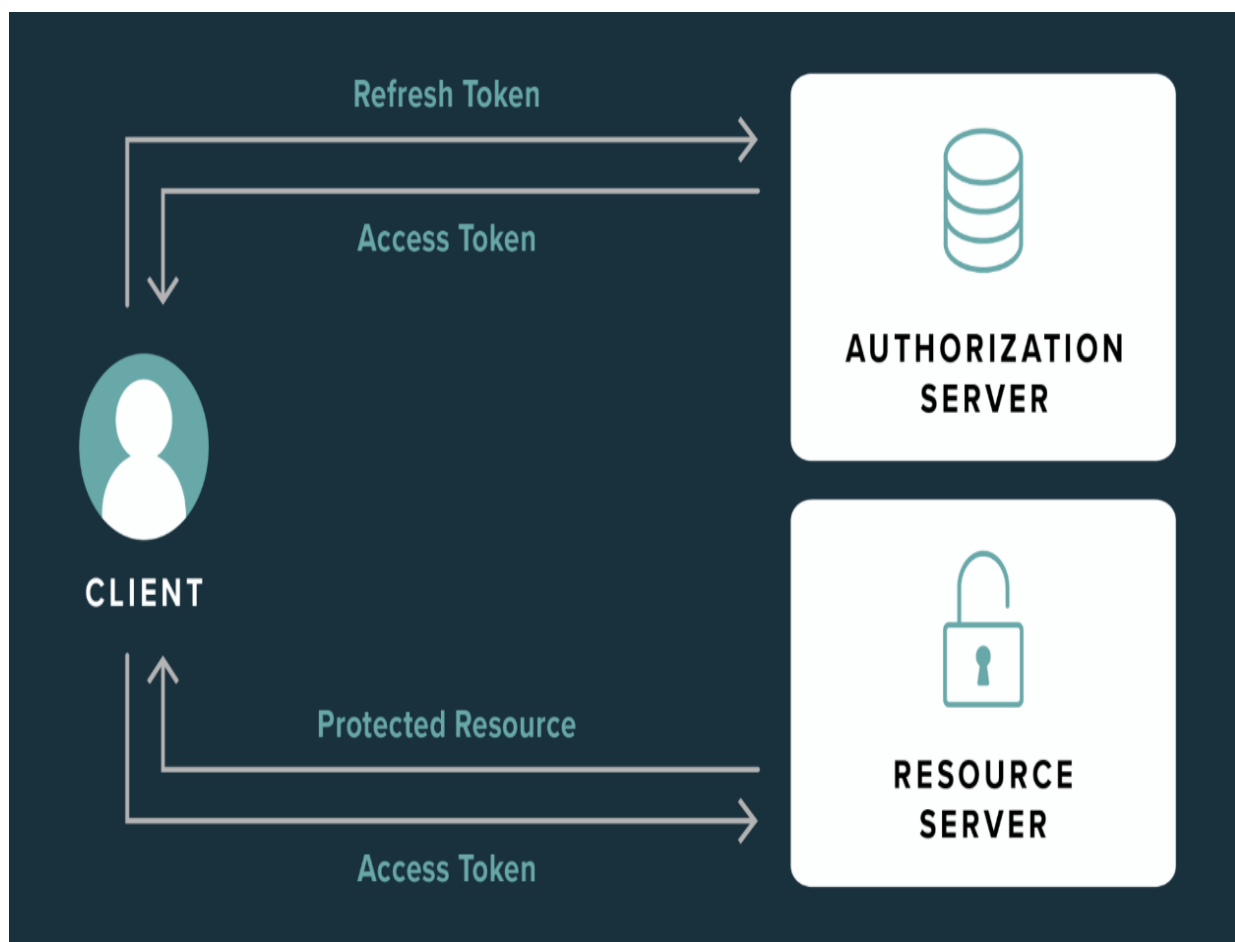 Refresh Token
Access Token
AUTHORIZATION
SERVER
CLIENT
Protected Resource
Access Token
RESOURCE
SERVER